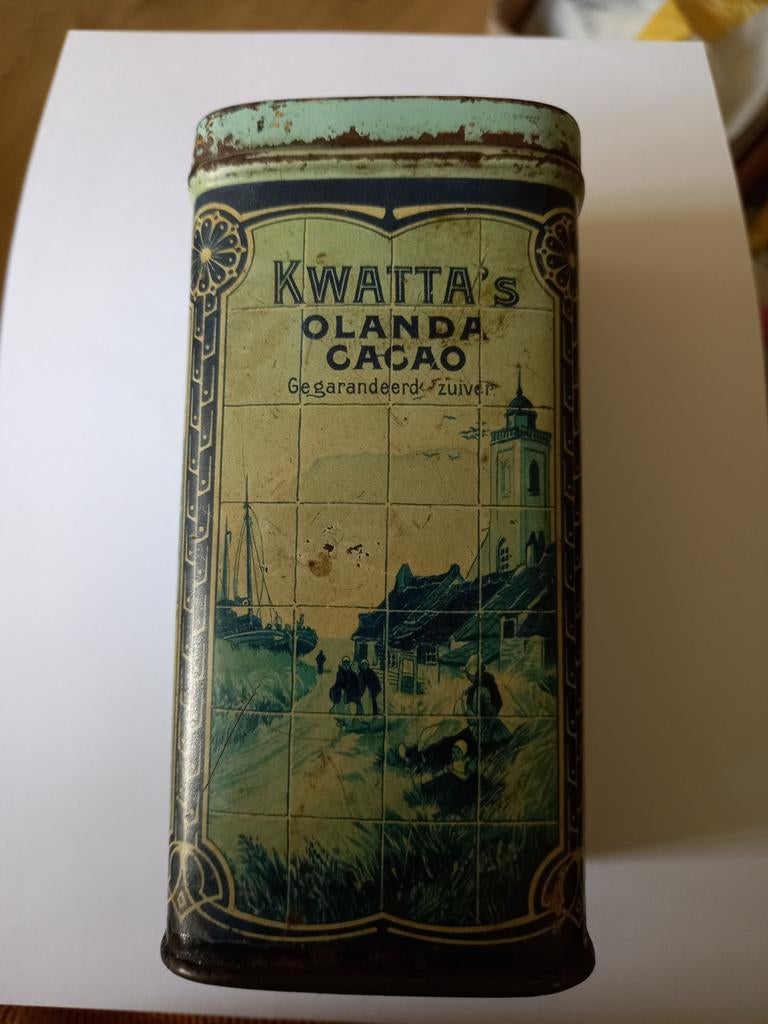 KWATTA's
OLANDA
CACAO
Gegarandeerd zuiver.